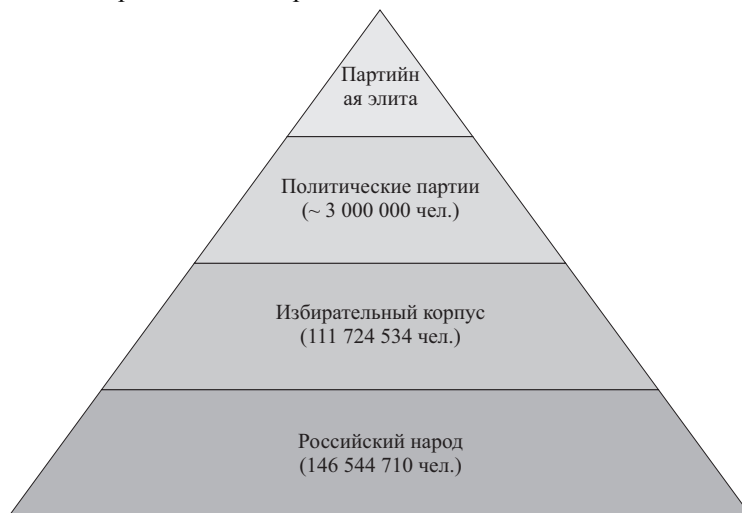 Партийн
ая элита
Политические партии
(~ 3 000 000 чел.)
Избирательный корпус
(111 724 534 чел.)
Российский народ
(146 544 710 чел.)